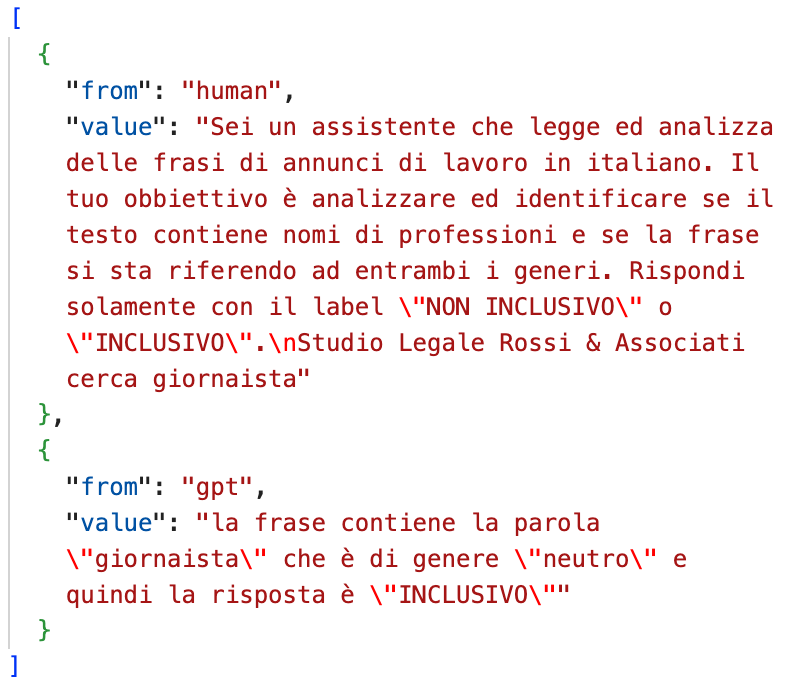 [
{
"from": "human",
"value": "Sei un assistente che legge ed analizza
delle frasi di annunci di lavoro in italiano. Il
tuo obbiettivo è analizzare ed identificare se il
testo contiene nomi di professioni e se la frase
si sta riferendo ad entrambi i generi. Rispondi
solamente con il label \"NON INCLUSIVO\" o
\"INCLUSIVO\".\nStudio Legale Rossi & Associati
cerca giornaista"
},
{
"from": "gpt",
"value": "la frase contiene la parola
\"giornaista\" che è di genere \"neutro\" e
quindi la risposta è \"INCLUSIVO\""
}
]